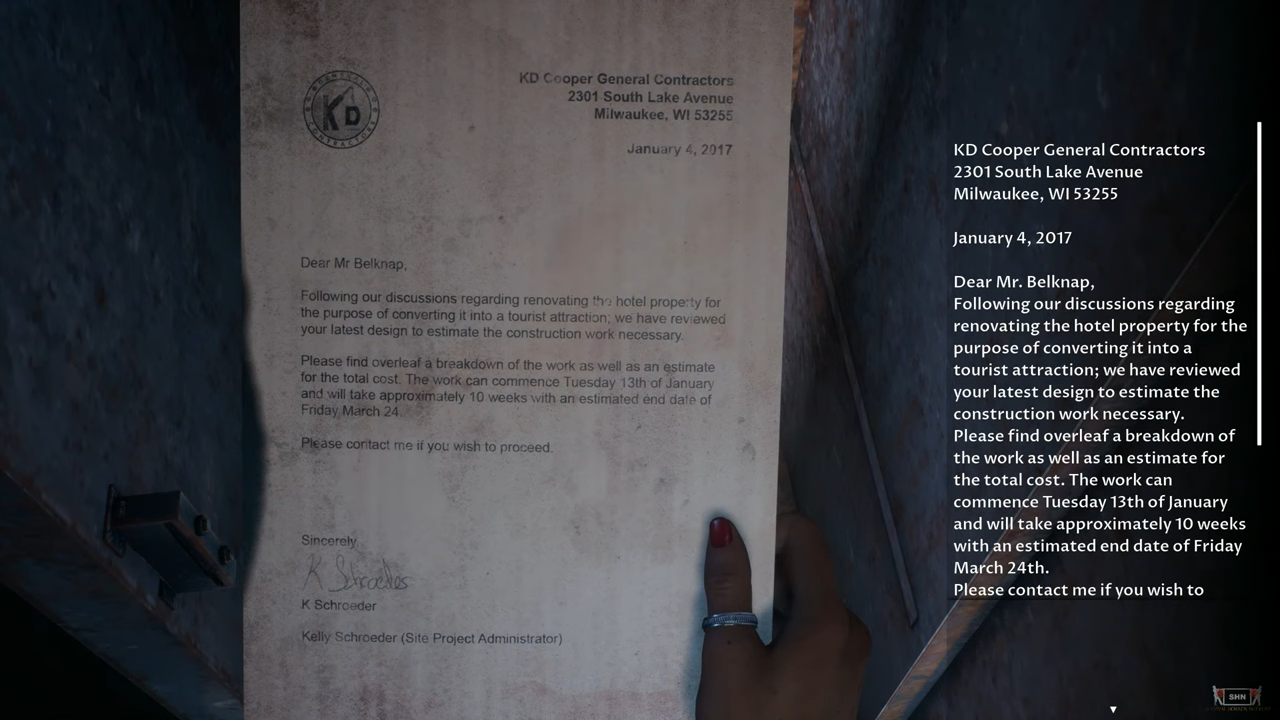 KD Cooper General Contractors
2301 South Lake Avenue
Milwaukee, WI 53255
January 4, 2017
KD
Dear Mr Belknap,
Following our discussions regarding renovating the hotel property for
the purpose of converting it into a tourist attraction; we have reviewed
your latest design to estimate the construction work necessary.
Please find overleaf a breakdown of the work as well as an estimate
for the total cost. The work can commence Tuesday 13th of January
and will take approximately 10 weeks with an estimated end date of
Friday March 24.
Please contact me if you wish to proceed.
Sincerely
K Schroeder
K Schroeder
Kelly Schroeder (Site Project Administrator)
KD Cooper General Contractors
2301 South Lake Avenue
Milwaukee, WI 53255
January 4, 2017
Dear Mr. Belknap,
Following our discussions regarding
renovating the hotel property for the
purpose of converting it into a
tourist attraction; we have reviewed
your latest design to estimate the
construction work necessary.
Please find overleaf a breakdown of
the work as well as an estimate for
the total cost. The work can
commence Tuesday 13th of January
and will take approximately 10 weeks
with an estimated end date of Friday
March 24th.
Please contact me if you wish to
SHN